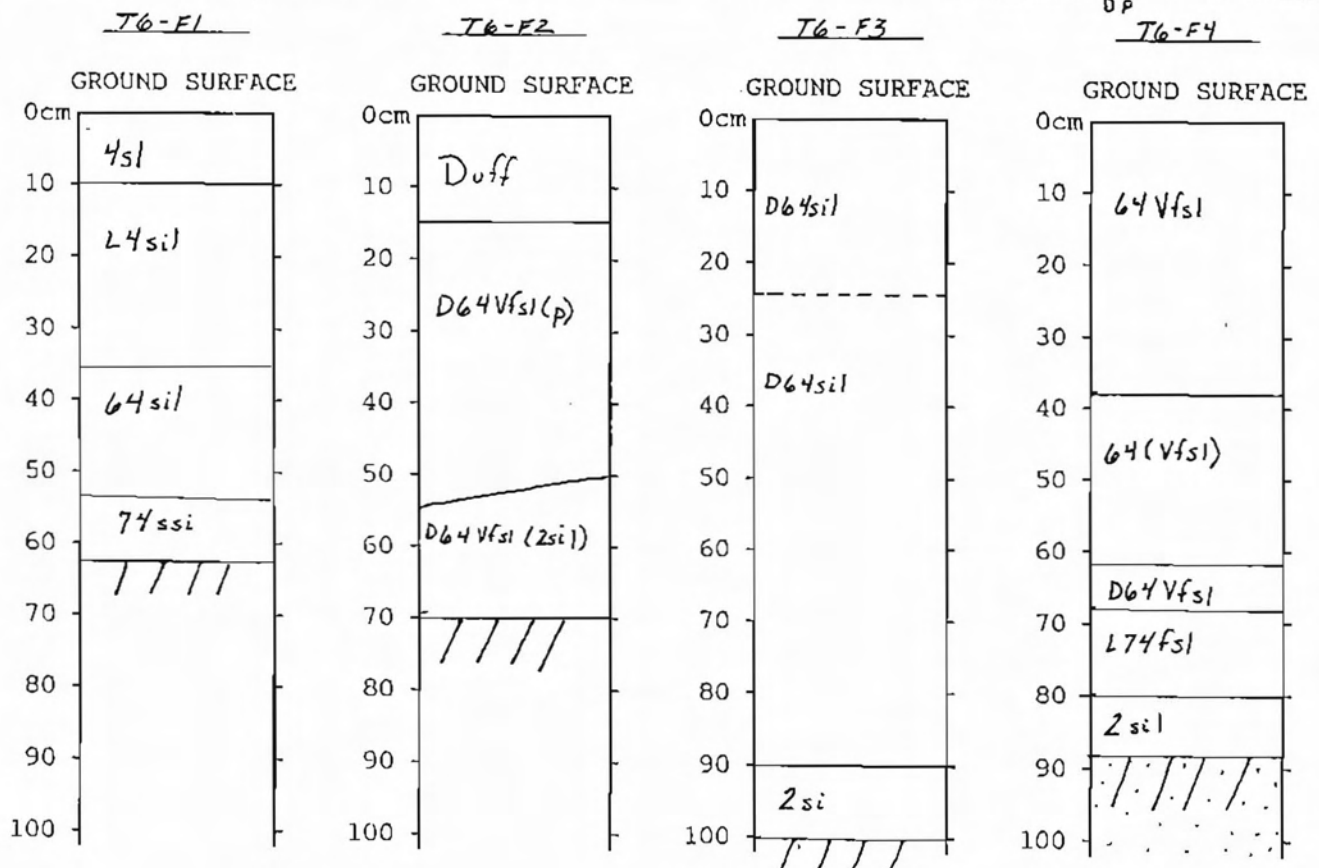 DP
T6-F1
T6-F2
T6-F3
T6-F4
GROUND SURFACE
0cm
10
20
30
40
50
60
70
80
90
100
4sl
L4sil
64sil
74ssi
GROUND SURFACE
0cm
10
20
30
40
50
60
70
80
90
100
Duff
D64Vfsl(p)
D64Vfsl(2sil)
GROUND SURFACE
0cm
10
20
30
40
50
60
70
80
90
100
D64sil
D64sil
2si
GROUND SURFACE
0cm
10
20
30
40
50
60
70
80
90
100
64Vfsl
64(Vfsl)
D64Vfsl
L74fsl
2sil